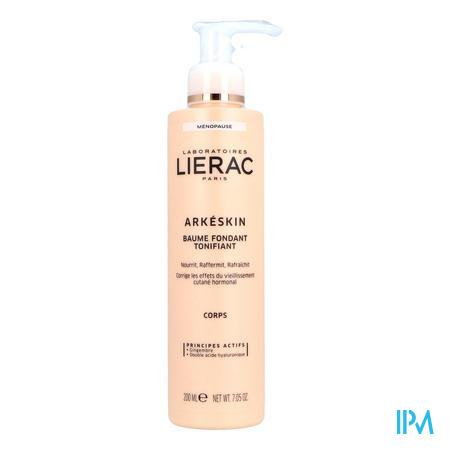 MÉNOPAUSE
LABORATOIRES
LIERAC
PARIS
ARKÉSKIN
BAUME FONDANT
TONIFIANT
Nourrit, Raffermit, Rafraîchit
Corrige les effets du vieillissement
cutané hormonal
CORPS
PRINCIPES ACTIFS
• Gingembre
• Double acide hyaluronique
200 ML e NET WT. 7.05 OZ.
IPM